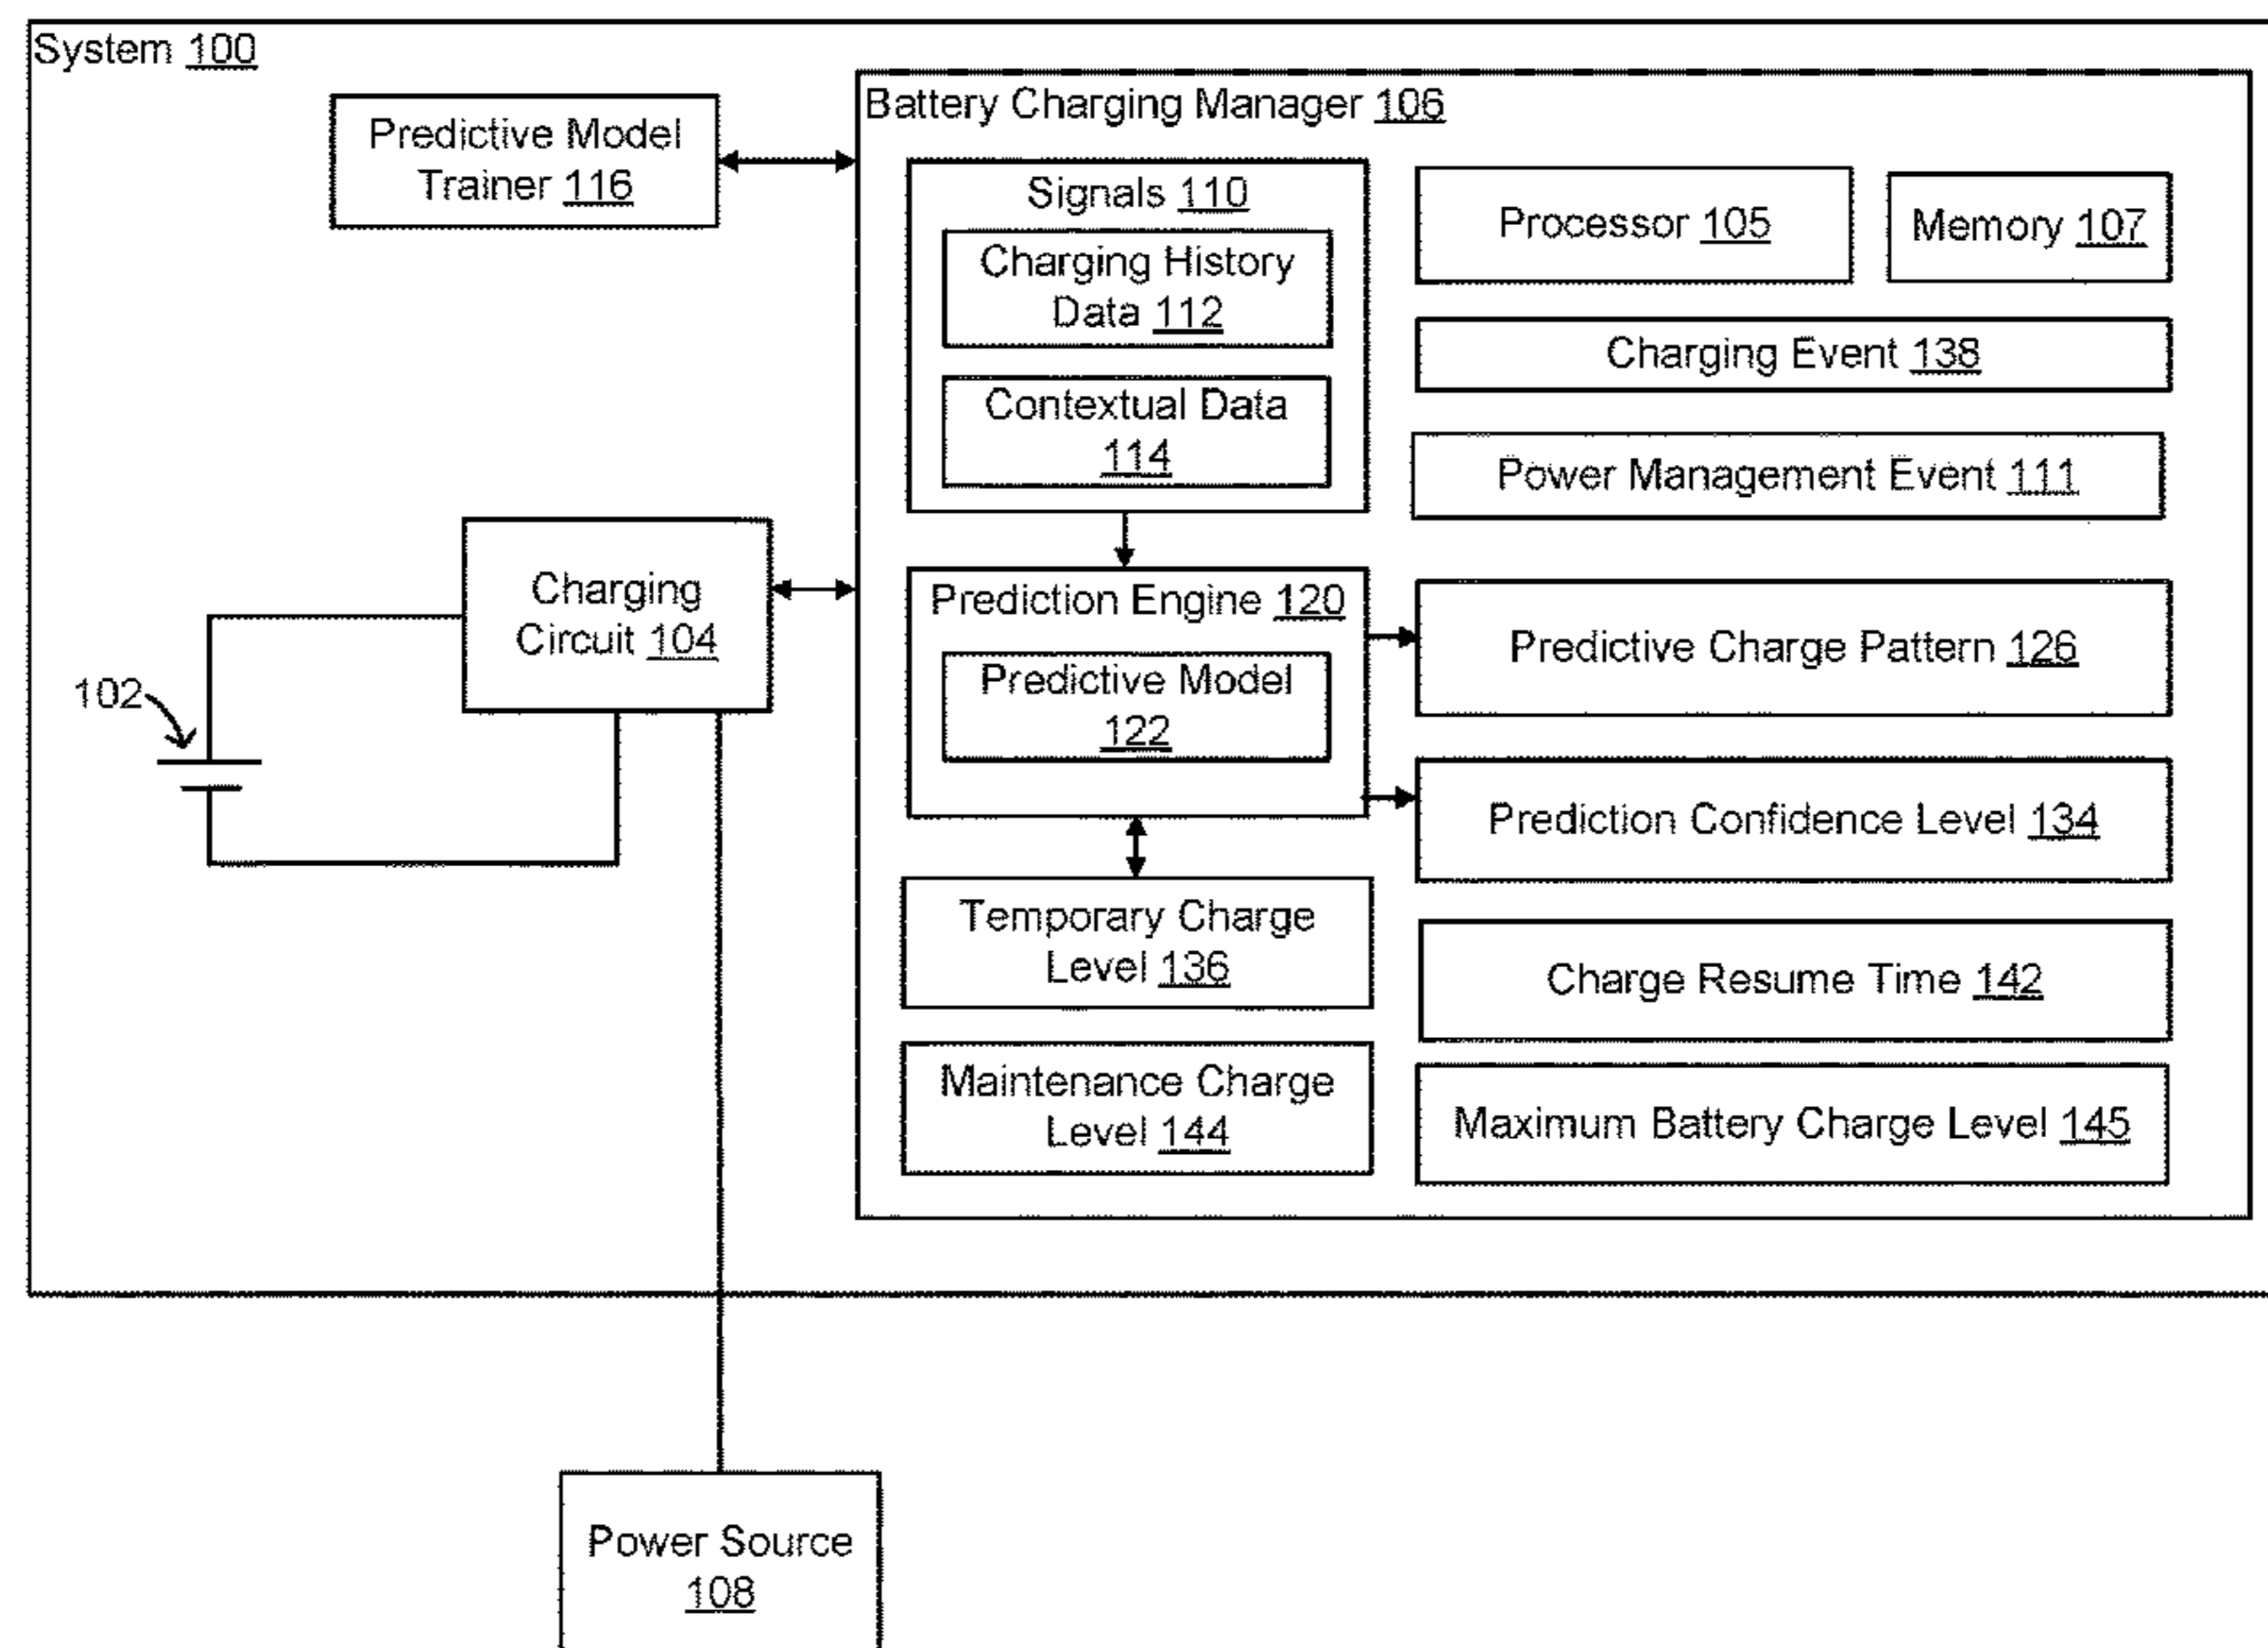 System 100
Predictive Model
Trainer 116
Battery Charging Manager 106
Signals 110
Charging History
Data 112
Contextual Data
114
Processor 105
Memory 107
Charging Event 138
Power Management Event 111
Charging
Circuit 104
102
Prediction Engine 120
Predictive Model
122
Predictive Charge Pattern 126
Prediction Confidence Level 134
Temporary Charge
Level 136
Charge Resume Time 142
Maintenance Charge
Level 144
Maximum Battery Charge Level 145
Power Source
108